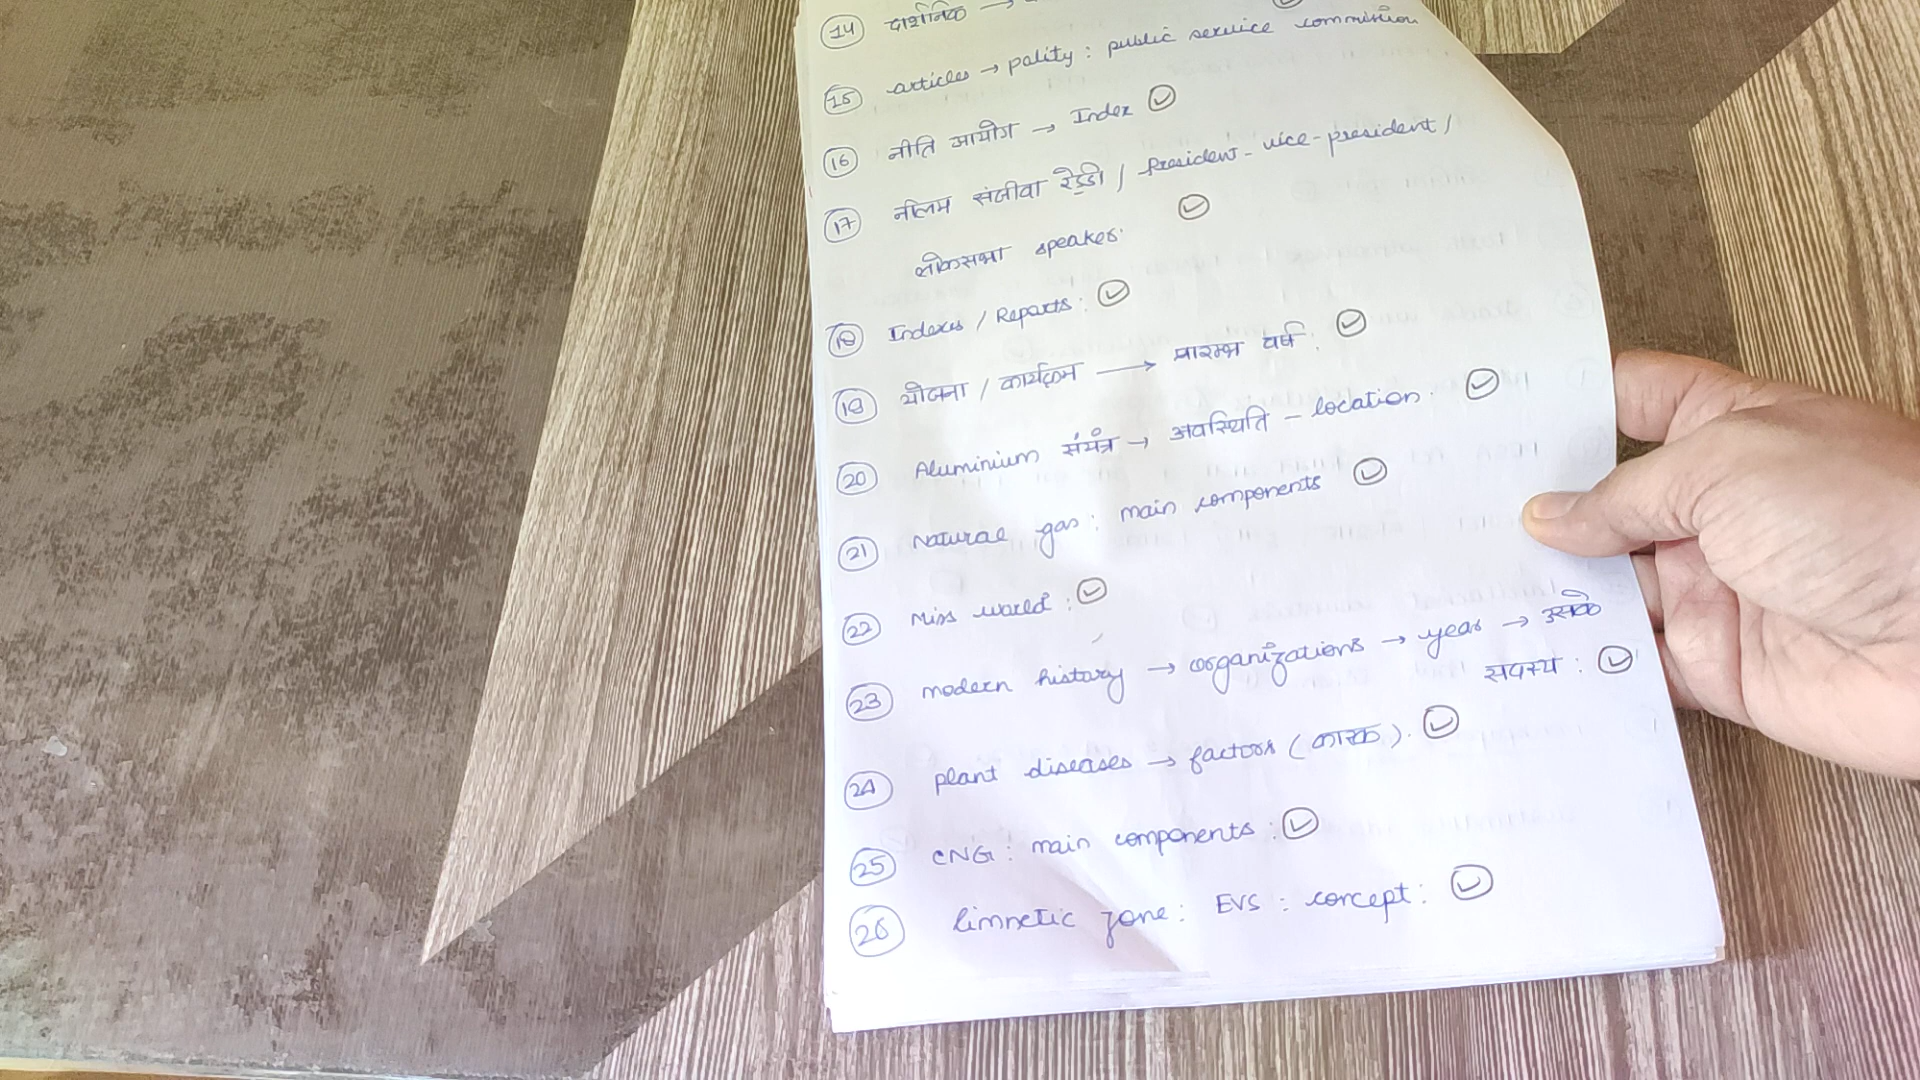 14 दार्शनिक →
15 articles → polity : public service commission
16 नीति आयोग → Index
17 नीलम संजीवा रेड्डी / President - vice-president /
लोकसभा speaker.
18 Indexes / Reports :
19 योजना / कार्यक्रम → प्रारम्भ वर्ष :
20 Aluminium संयंत्र → अवस्थिति - location.
21 Natural gas : main components
22 Miss world :
23 modern history → organizations → year → उसके
सदस्य :
24 plant diseases → factors ( कारक ).
25 CNG : main components :
26 limnetic zone : EVS : concept :